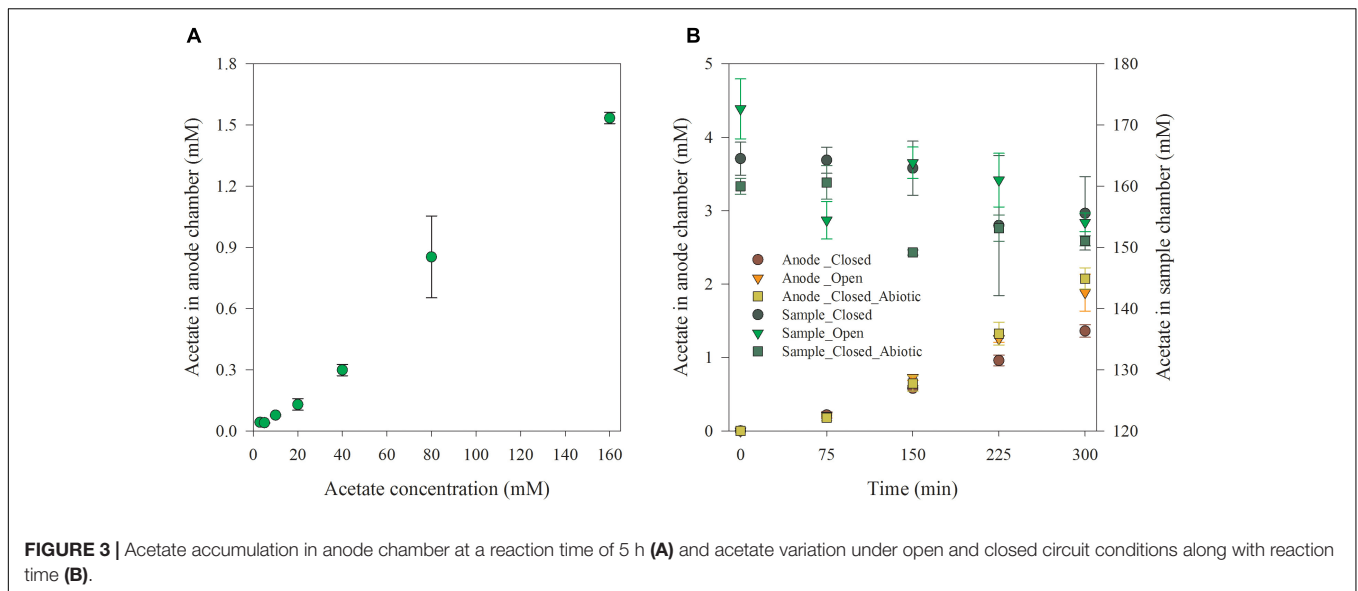 A
1.8
1.5
1.2
0.9
0.6
0.3
0.0
Acetate in anode chamber (mM)
0 20 40 60 80 100 120 140 160
Acetate concentration (mM)
B
5
4
3
2
1
0
Acetate in anode chamber (mM)
Anode _Closed
Anode _Open
Anode_Closed_Abiotic
Sample_Closed
Sample_Open
Sample_Closed_Abiotic
180
170
160
150
140
130
120
Acetate in sample chamber (mM)
0 75 150 225 300
Time (min)
FIGURE 3 | Acetate accumulation in anode chamber at a reaction time of 5 h (A) and acetate variation under open and closed circuit conditions along with reaction
time (B).